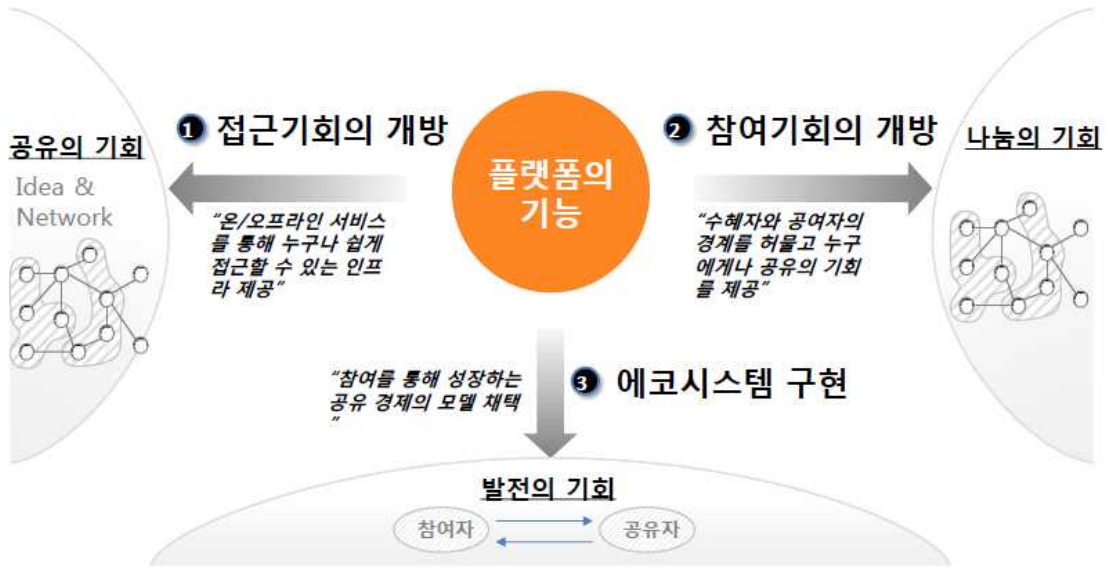 공유의 기회
Idea &
Network
❶ 접근기회의 개방
“온/오프라인 서비스
를 통해 누구나 쉽게
접근할 수 있는 인프
라 제공”
플랫폼의
기능
❷ 참여기회의 개방
“수혜자와 공여자의
경계를 허물고 누구
에게나 공유의 기회
를 제공”
나눔의 기회
“참여를 통해 성장하는
공유 경제의 모델 채택
”
❸ 에코시스템 구현
발전의 기회
참여자
공유자